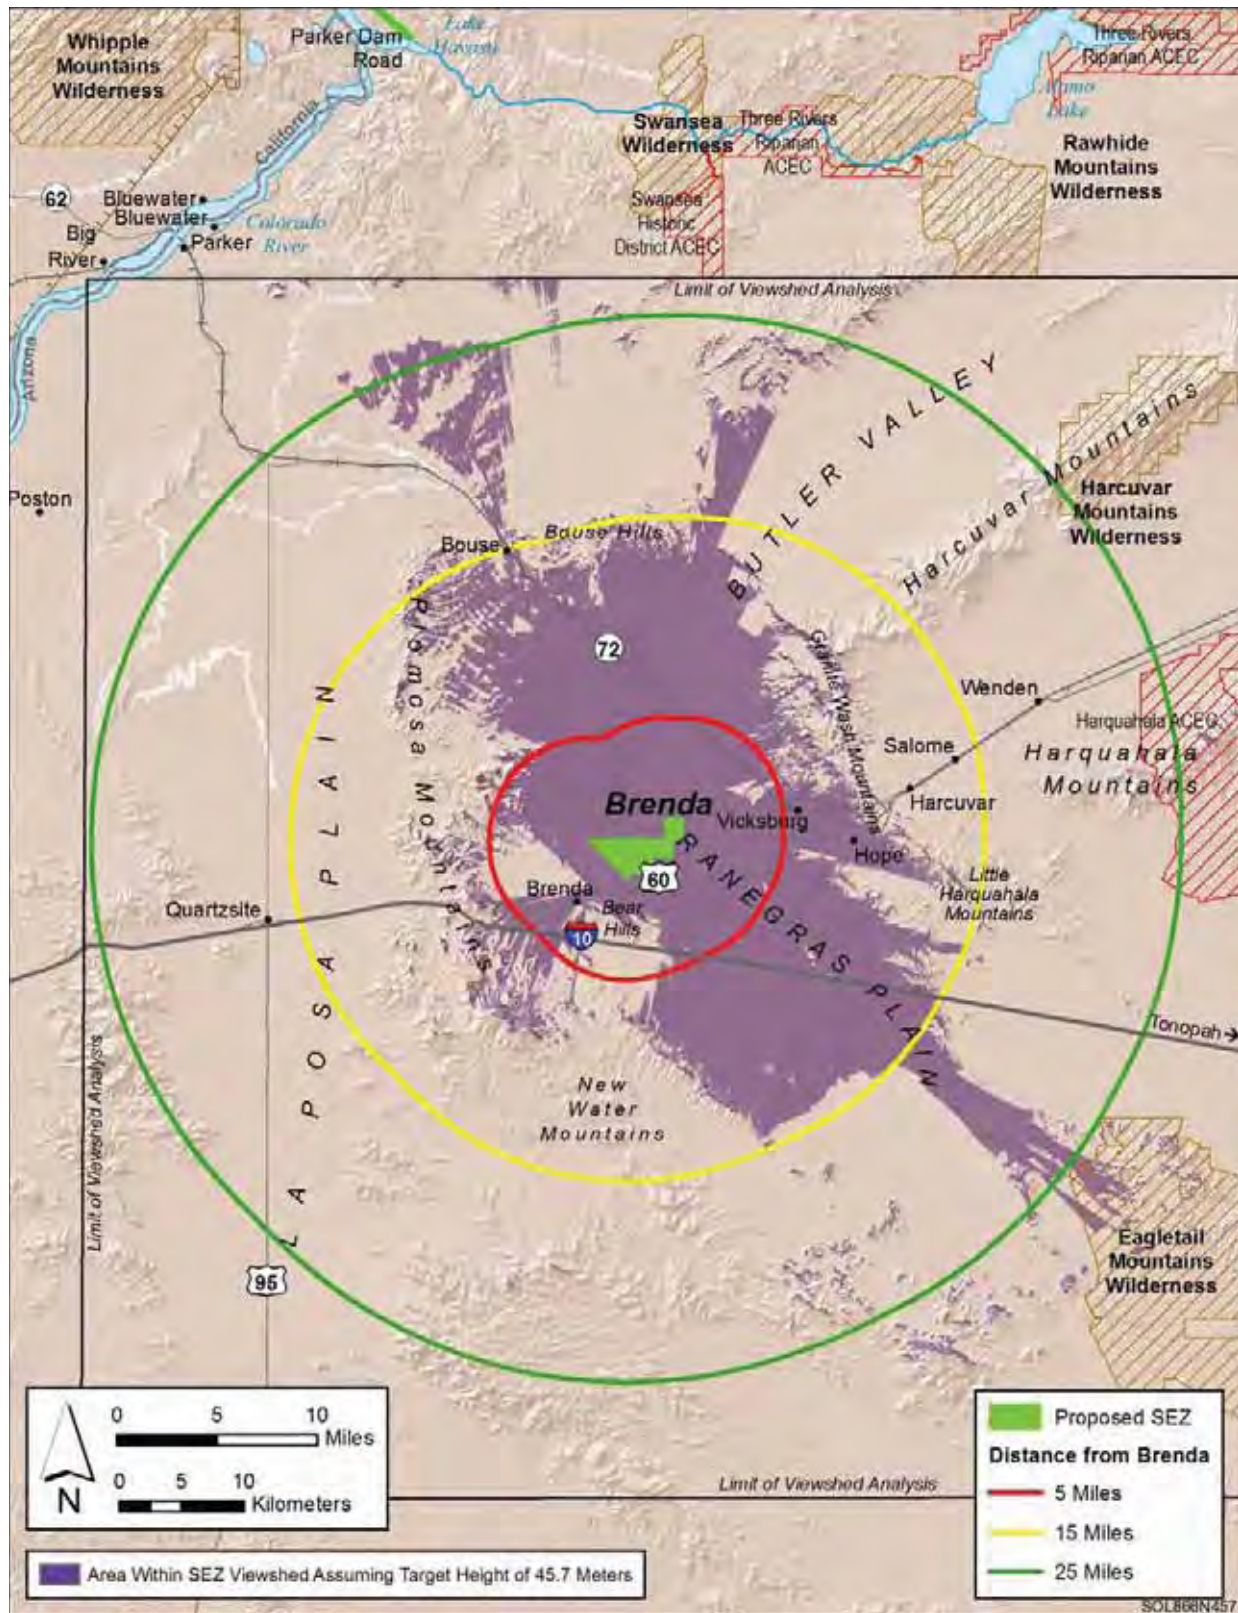 Whipple
Mountains
Wilderness
Parker Dam
Road
Lake
Havasu
Three Rivers
Riparian ACEC
Alamo
Lake
California
Swansea
Wilderness
Three Rivers
Riparian
ACEC
Rawhide
Mountains
Wilderness
62
Bluewater
Bluewater
Colorado
River
Big
River
Parker
Swansea
Historic
District ACEC
Limit of Viewshed Analysis
Arizona
BUTLER VALLEY
Harcuvar Mountains
Harcuvar
Mountains
Wilderness
Poston
Bouse
Bouse Hills
Plomosa Mountains
72
Granite Wash Mountains
Wenden
Harquahala ACEC
Salome
Harquahala
Mountains
LA POSA PLAIN
Brenda
Vicksburg
Harcuvar
RANEGRAS PLAIN
Hope
60
Little
Harquahala
Mountains
Brenda
Bear
Hills
Quartzsite
10
Tonopah
Limit of Viewshed Analysis
New
Water
Mountains
Eagletail
Mountains
Wilderness
95
0 5 10
Miles
0 5 10
Kilometers
N
Limit of Viewshed Analysis
Proposed SEZ
Distance from Brenda
5 Miles
15 Miles
25 Miles
Area Within SEZ Viewshed Assuming Target Height of 45.7 Meters
SOL866N457